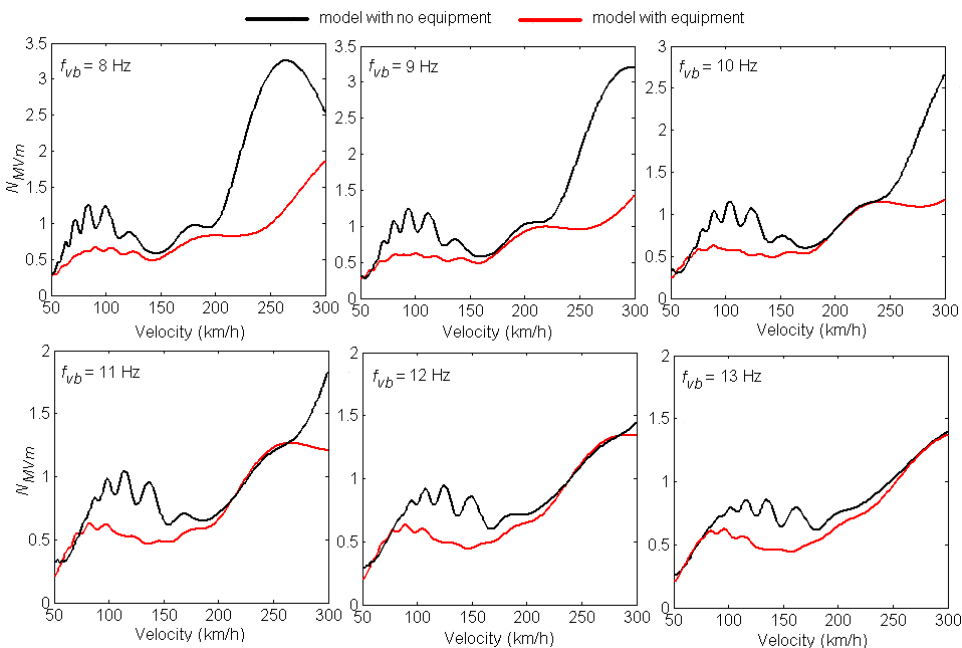 model with no equipment model with equipment
3.5
3
2.5
2
1.5
1
0.5
0
N_MVm
f_vb = 8 Hz
50 100 150 200 250 300
Velocity (km/h)
3.5
3
2.5
2
1.5
1
0.5
0
f_vb = 9 Hz
50 100 150 200 250 300
Velocity (km/h)
3
2.5
2
1.5
1
0.5
0
f_vb = 10 Hz
50 100 150 200 250 300
Velocity (km/h)
2
1.5
1
0.5
0
N_MVm
f_vb = 11 Hz
50 100 150 200 250 300
Velocity (km/h)
2
1.5
1
0.5
0
f_vb = 12 Hz
50 100 150 200 250 300
Velocity (km/h)
2
1.5
1
0.5
0
f_vb = 13 Hz
50 100 150 200 250 300
Velocity (km/h)